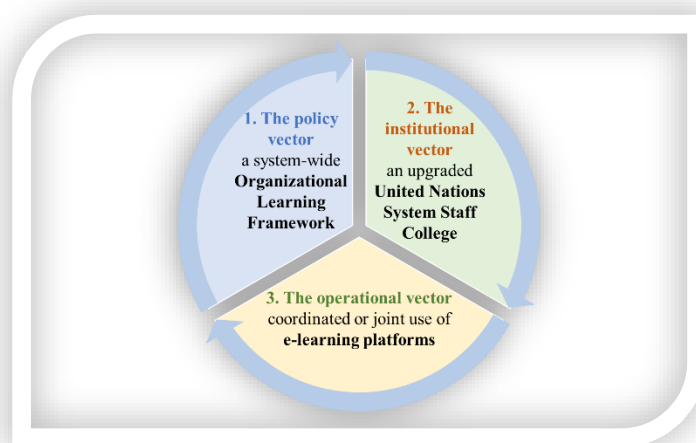 1. The policy
vector
a system-wide
Organizational
Learning
Framework
2. The
institutional
vector
an upgraded
United Nations
System Staff
College
3. The operational vector
coordinated or joint use of
e-learning platforms